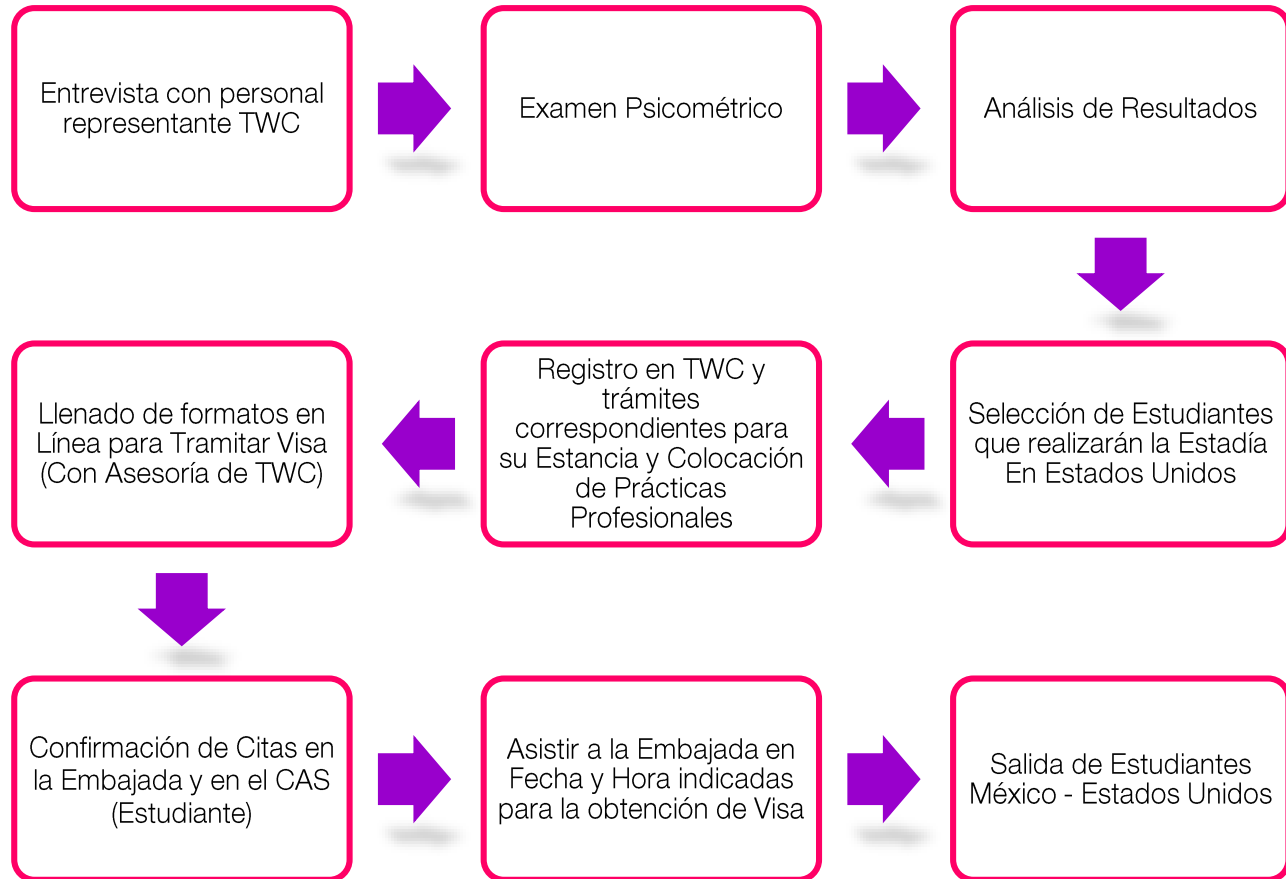 Entrevista con personal
representante TWC
Examen Psicométrico
Análisis de Resultados
Selección de Estudiantes
que realizarán la Estadía
En Estados Unidos
Registro en TWC y
trámites
correspondientes para
su Estancia y Colocación
de Prácticas
Profesionales
Llenado de formatos en
Línea para Tramitar Visa
(Con Asesoría de TWC)
Confirmación de Citas en
la Embajada y en el CAS
(Estudiante)
Asistir a la Embajada en
Fecha y Hora indicadas
para la obtención de Visa
Salida de Estudiantes
México - Estados Unidos